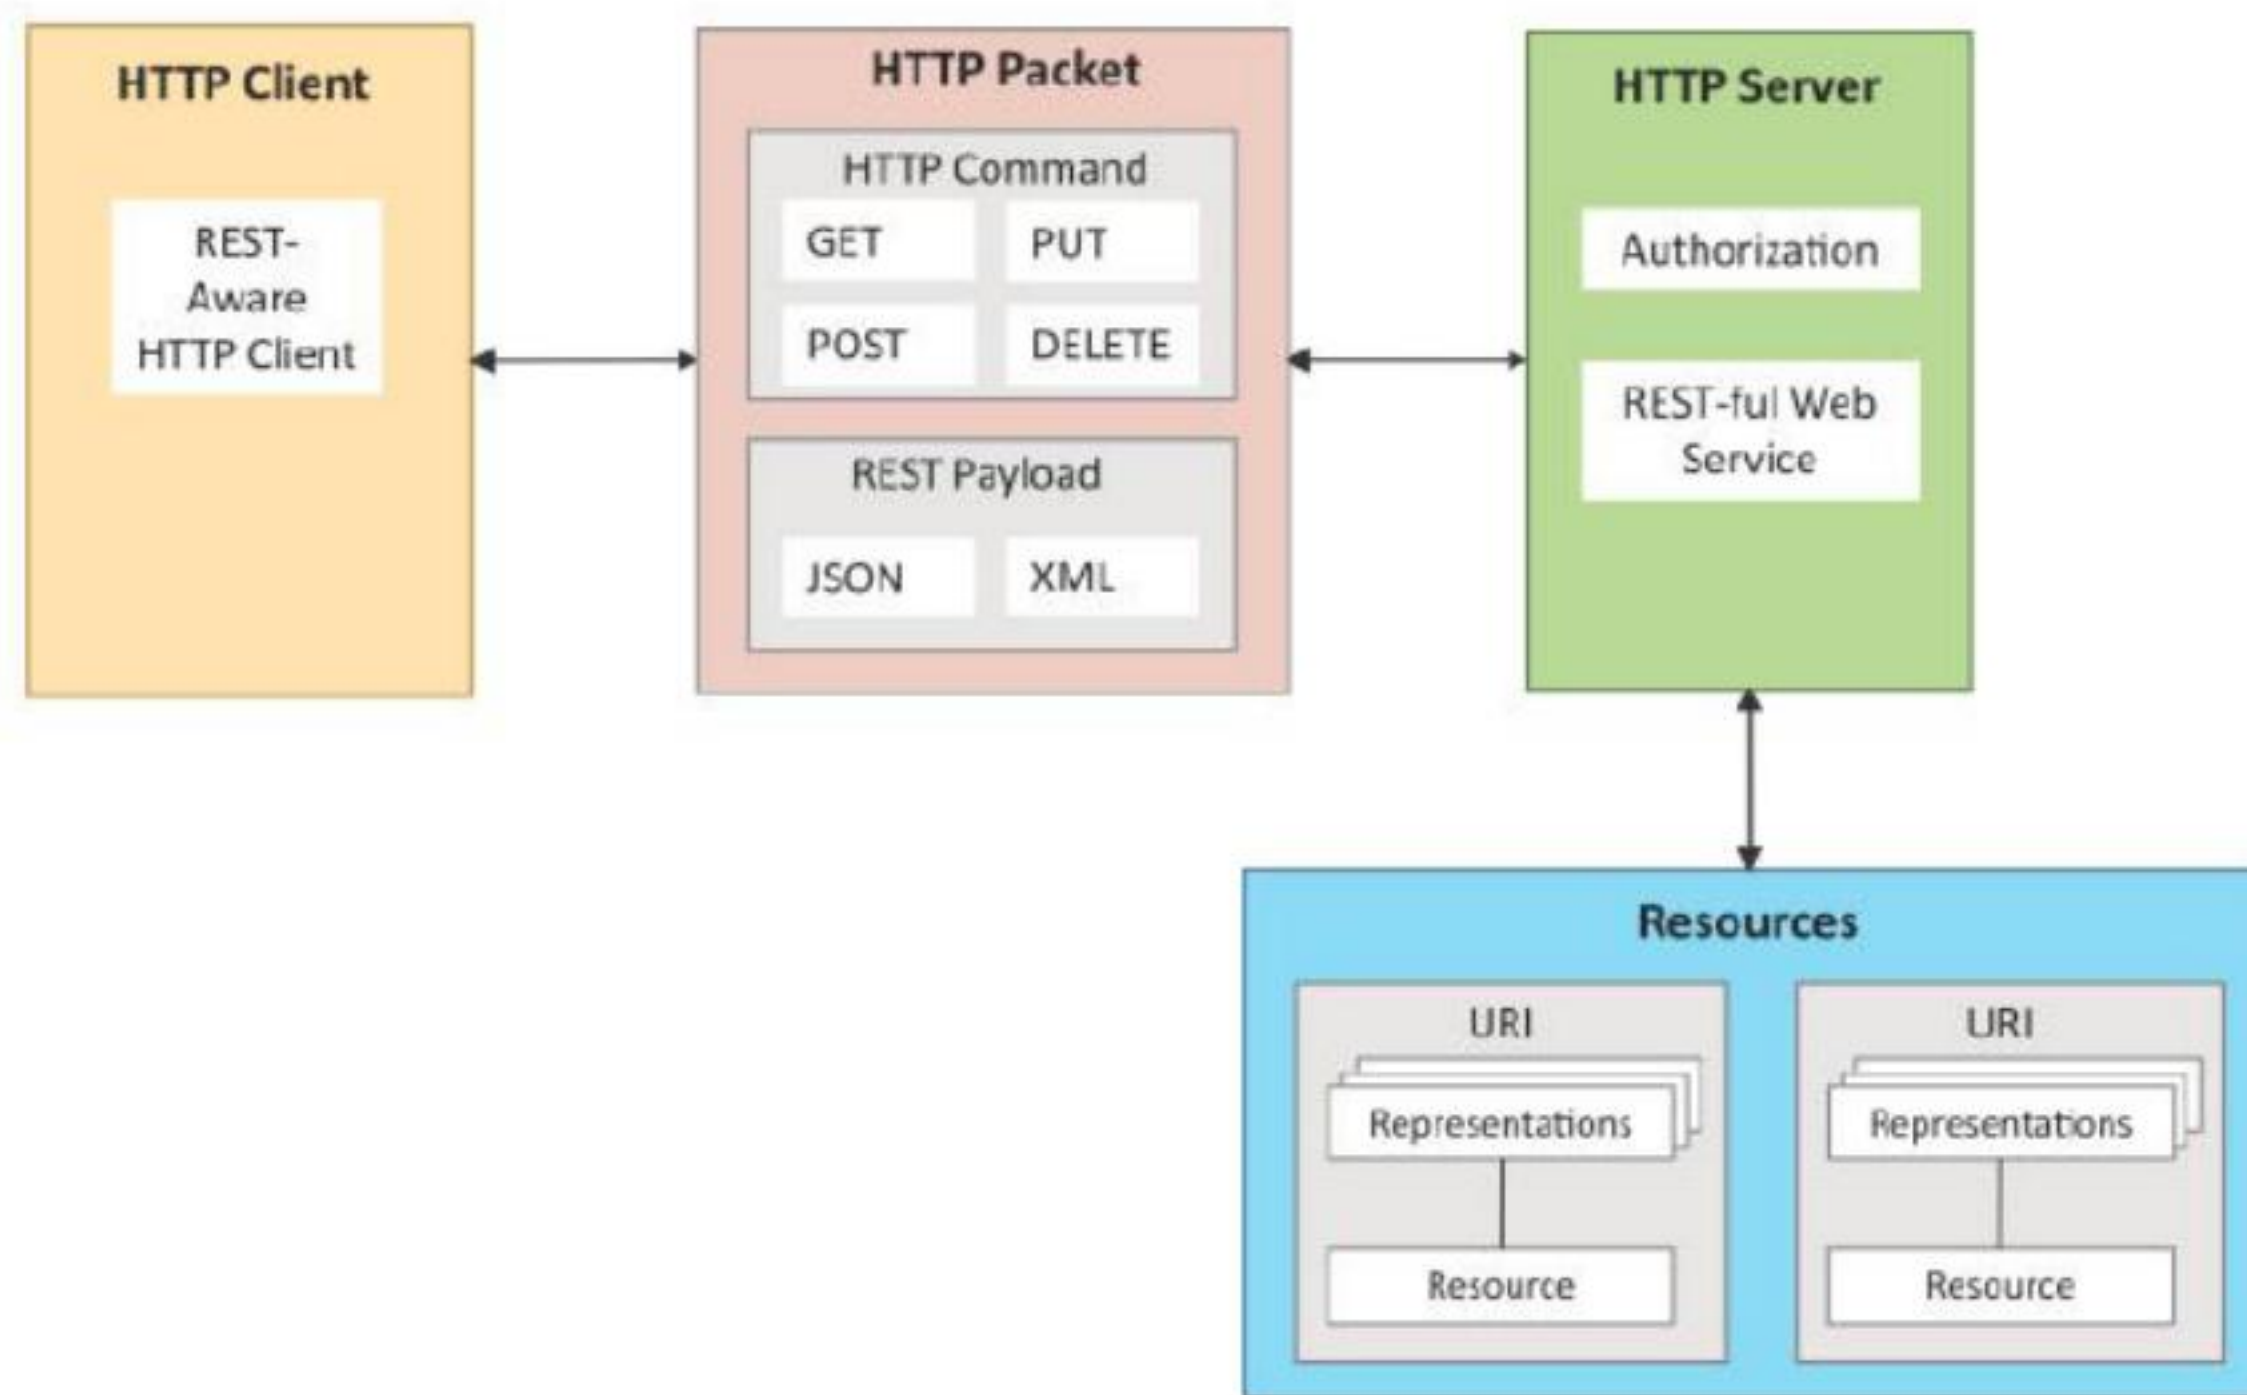 HTTP Client
REST-
Aware
HTTP Client
HTTP Packet
HTTP Command
GET
PUT
POST
DELETE
REST Payload
JSON
XML
HTTP Server
Authorization
REST-ful Web
Service
Resources
URI
Representations
Resource
URI
Representations
Resource